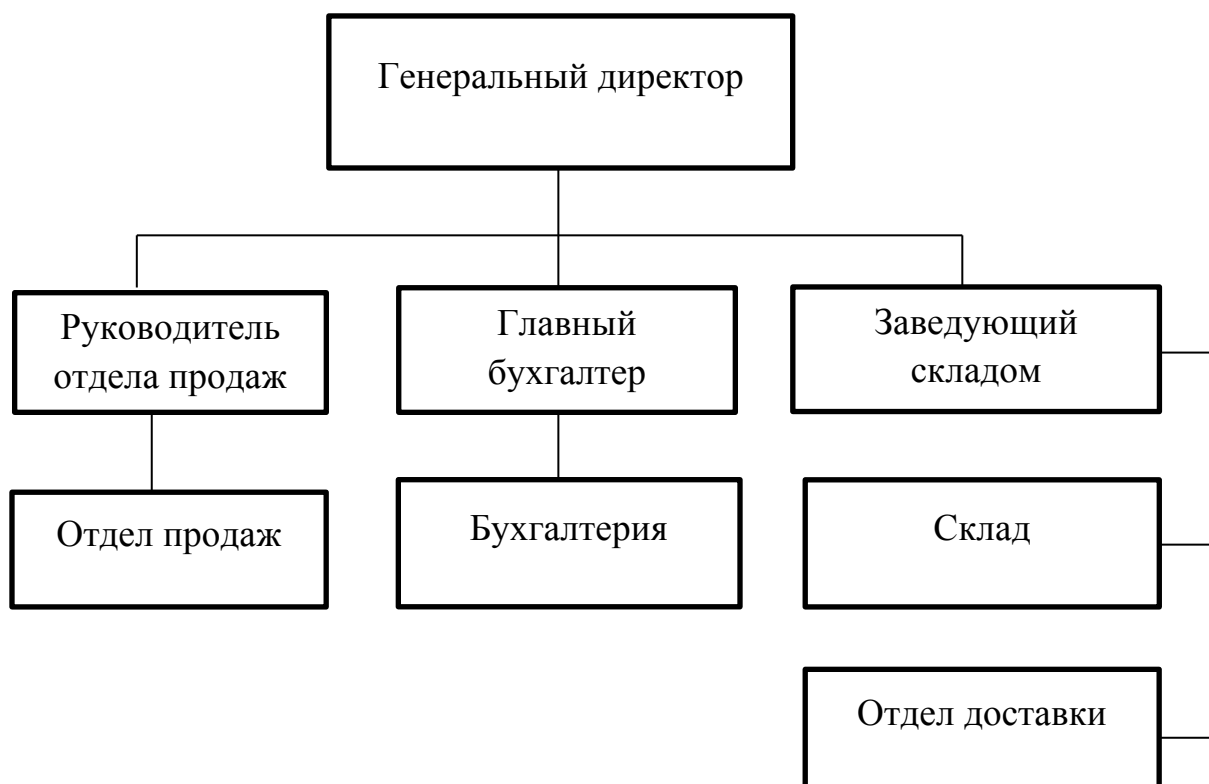 Генеральный директор
Руководитель
отдела продаж
Главный
бухгалтер
Заведующий
складом
Отдел продаж
Бухгалтерия
Склад
Отдел доставки